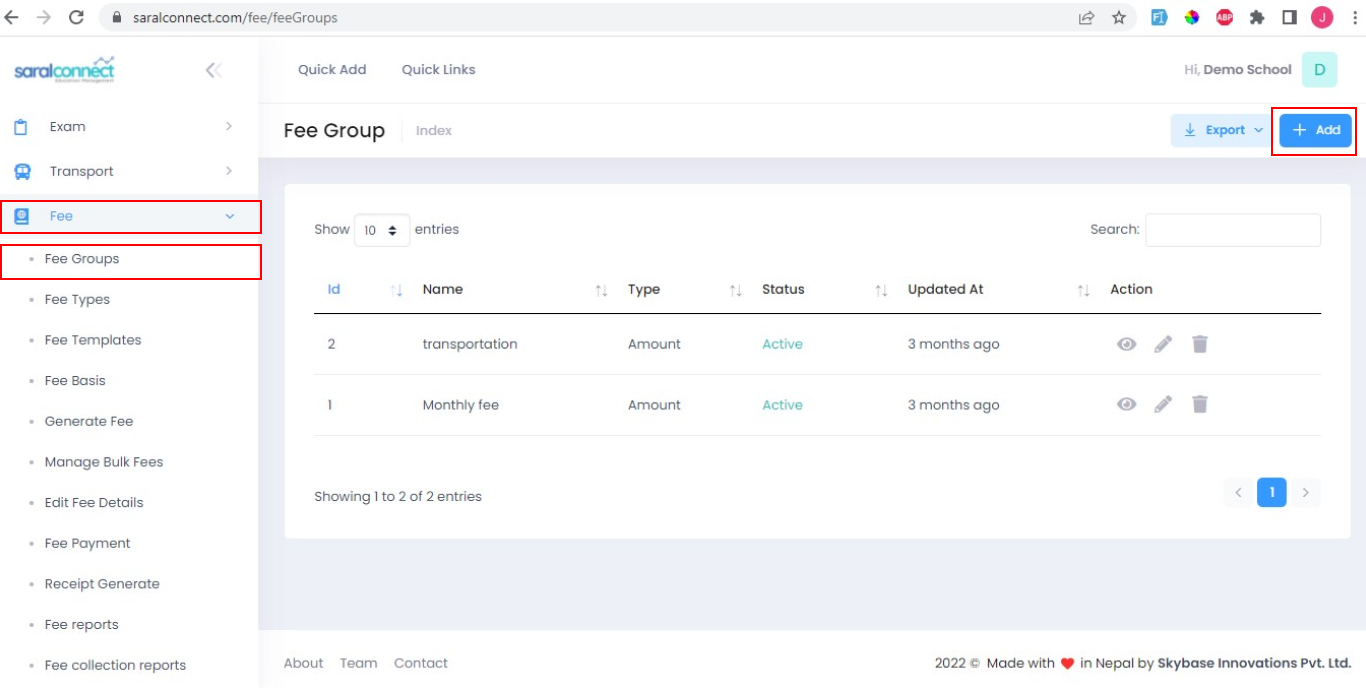 saralconnect.com/fee/feeGroups
ABP
J
saralconnect
Education Management
Quick Add
Quick Links
Hi, Demo School
D
Exam
Transport
Fee
Fee Groups
Fee Types
Fee Templates
Fee Basis
Generate Fee
Manage Bulk Fees
Edit Fee Details
Fee Payment
Receipt Generate
Fee reports
Fee collection reports
Fee Group
Index
Export
+ Add
Show 10 entries
Search:
Id Name Type Status Updated At Action
2 transportation Amount Active 3 months ago
1 Monthly fee Amount Active 3 months ago
Showing 1 to 2 of 2 entries
< 1 >
About Team Contact
2022 © Made with ❤ in Nepal by Skybase Innovations Pvt. Ltd.